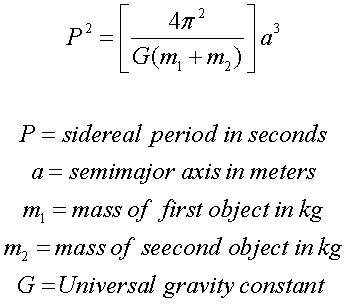 P² = [4π² / G(m₁ + m₂)] a³
P = sidereal period in seconds
a = semimajor axis in meters
m₁ = mass of first object in kg
m₂ = mass of seecond object in kg
G = Universal gravity constant